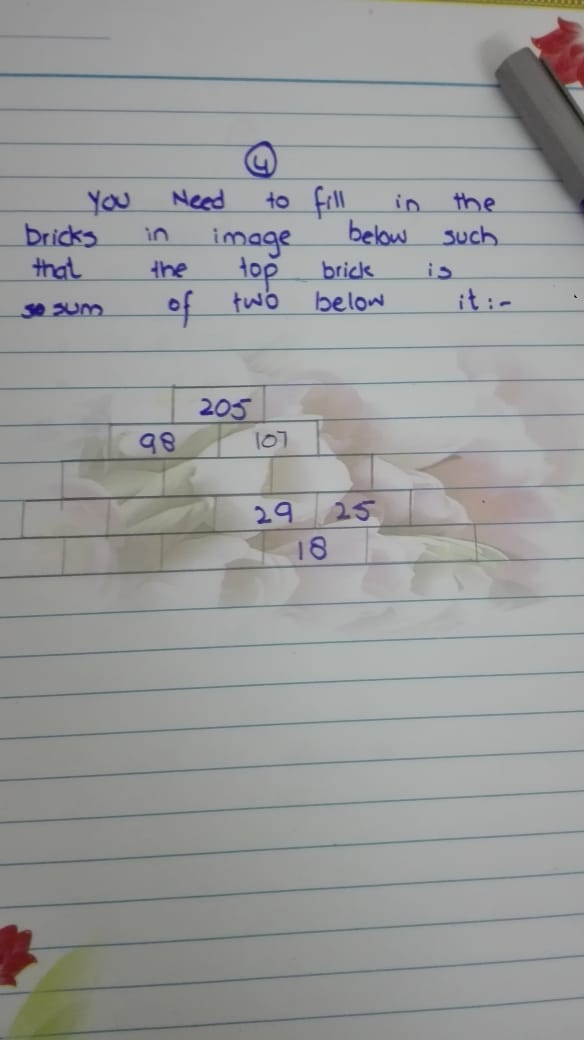 4
You Need to fill in the
bricks in image below such
that the top brick is
sum of two below it :-
205
98 107
29 25
18